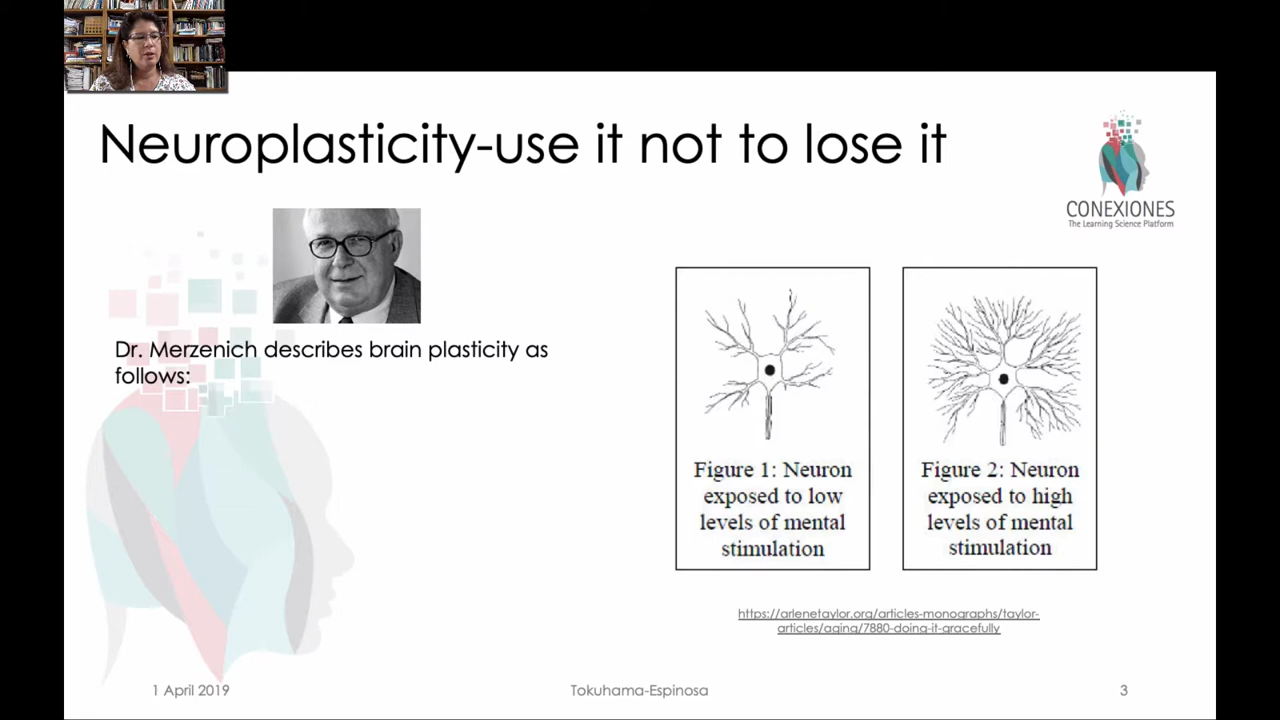 Neuroplasticity-use it not to lose it
CONEXIONES
The Learning Science Platform
Dr. Merzenich describes brain plasticity as
follows:
Figure 1: Neuron
exposed to low
levels of mental
stimulation
Figure 2: Neuron
exposed to high
levels of mental
stimulation
https://arlenetaylor.org/articles-monographs/taylor-
articles/aging/7880-doing-it-gracefully
1 April 2019
Tokuhama-Espinosa
3